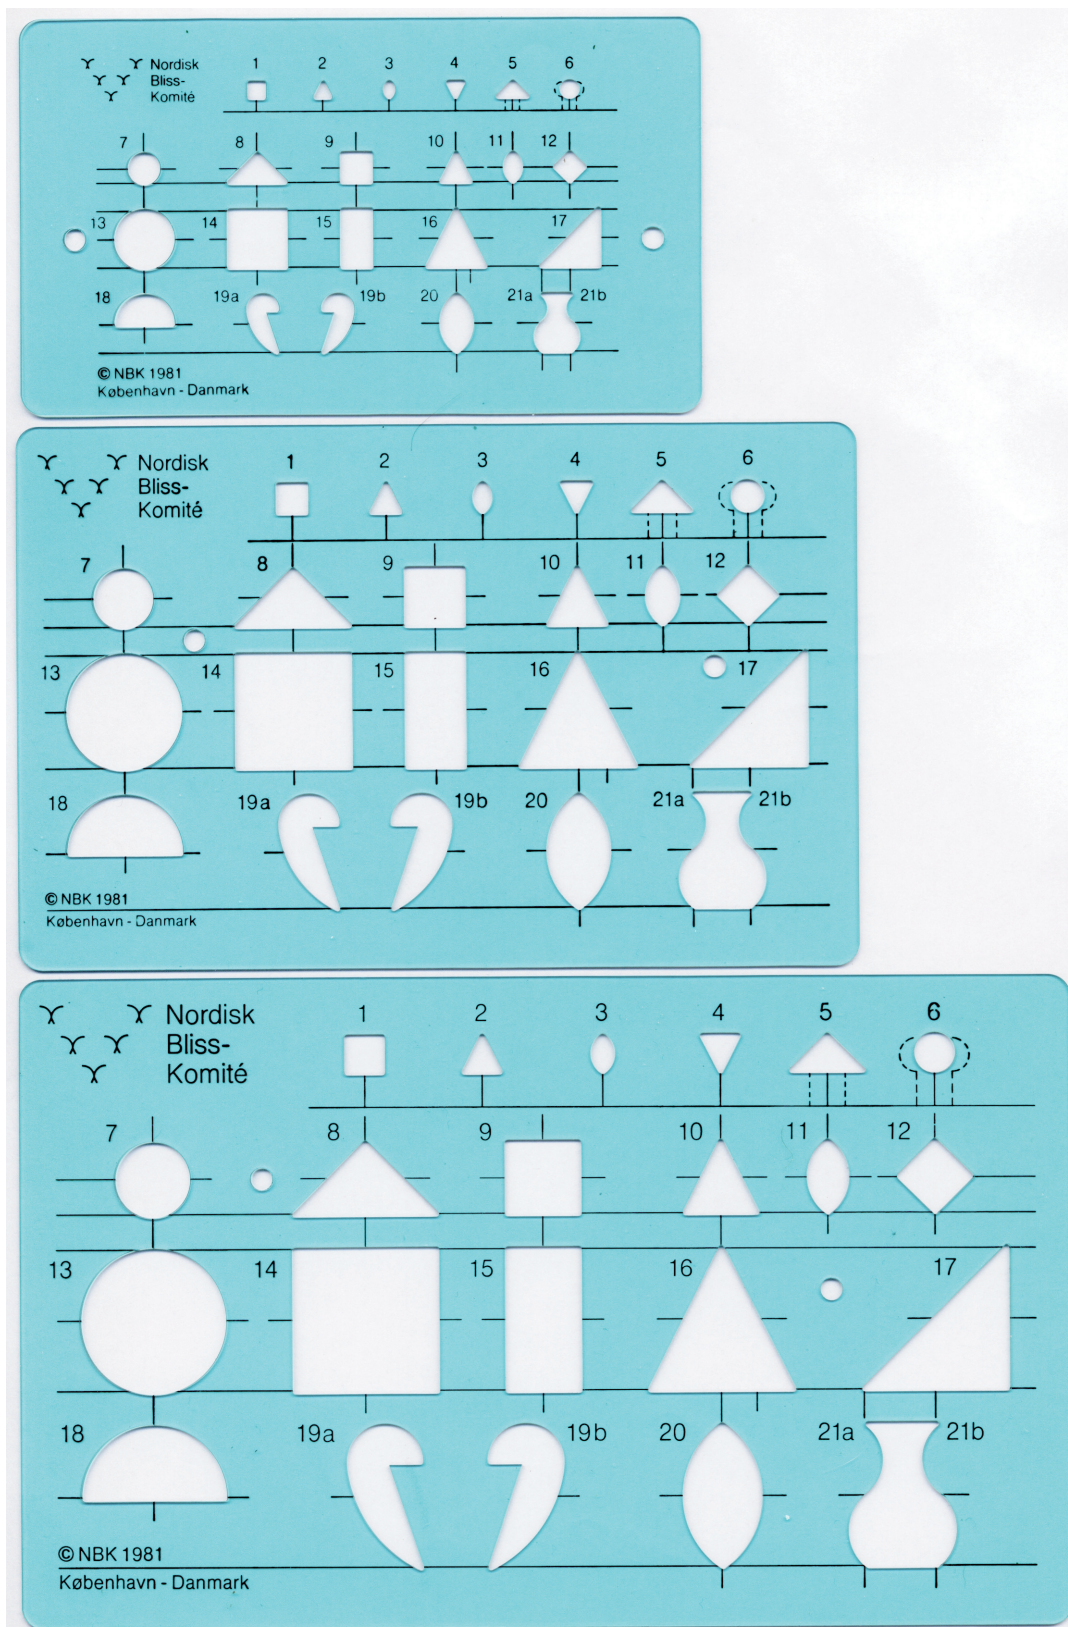 Nordisk
Bliss-
Komité
1 2 3 4 5 6
7 8 9 10 11 12
13 14 15 16 17
18 19a 19b 20 21a 21b
© NBK 1981
København - Danmark
Nordisk
Bliss-
Komité
1 2 3 4 5 6
7 8 9 10 11 12
13 14 15 16 17
18 19a 19b 20 21a 21b
© NBK 1981
København - Danmark
Nordisk
Bliss-
Komité
1 2 3 4 5 6
7 8 9 10 11 12
13 14 15 16 17
18 19a 19b 20 21a 21b
© NBK 1981
København - Danmark